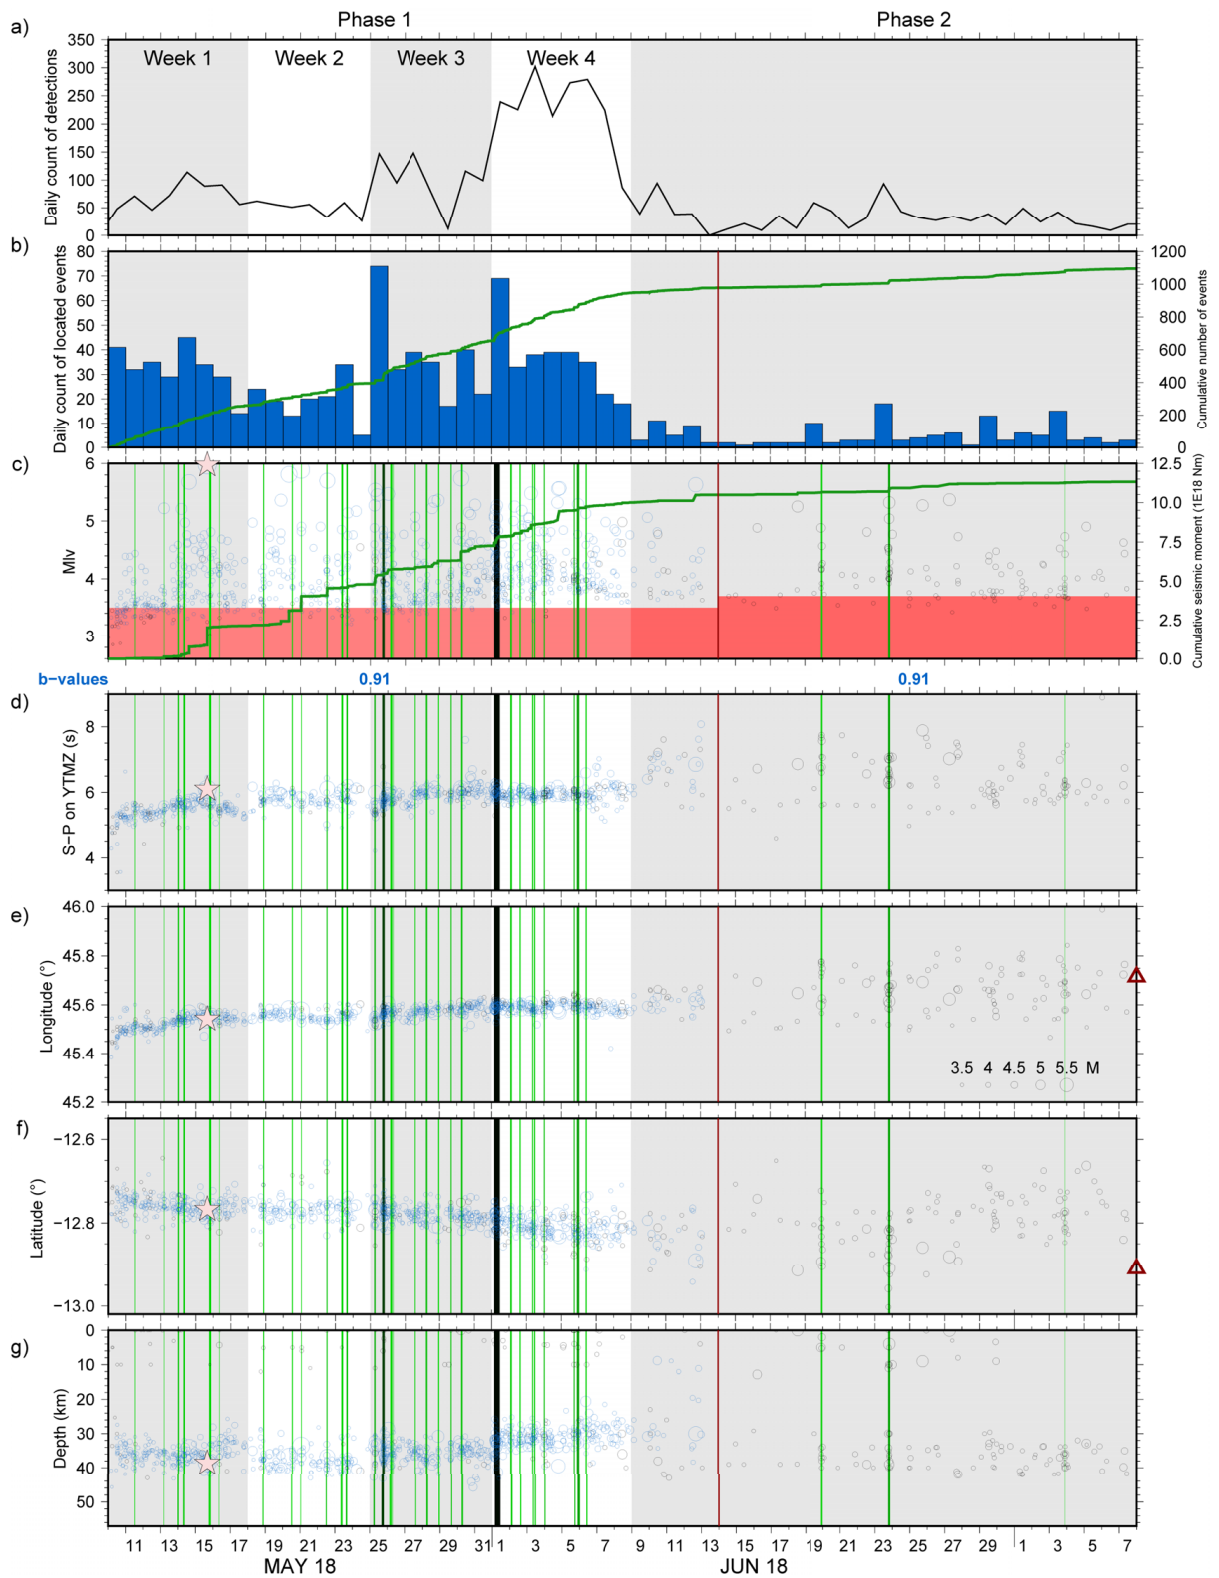 Phase 1 Phase 2
a)
Week 1 Week 2 Week 3 Week 4
Daily count of detections
350
300
250
200
150
100
50
0
b)
Daily count of located events
80
70
60
50
40
30
20
10
0
1200
1000
800
600
400
200
0
Cumulative number of events
c)
Mlv
6
5
4
3
12.5
10.0
7.5
5.0
2.5
0.0
Cumulative seismic moment (1E18 Nm)
b−values 0.91 0.91
d)
S−P on YTMZ (s)
8
6
4
e)
Longitude (°)
46.0
45.8
45.6
45.4
45.2
3.5 4 4.5 5 5.5 M
f)
Latitude (°)
−12.6
−12.8
−13.0
g)
Depth (km)
0
10
20
30
40
50
11 13 15 17 19 21 23 25 27 29 31 1 3 5 7 9 11 13 15 17 19 21 23 25 27 29 1 3 5 7
MAY 18 JUN 18